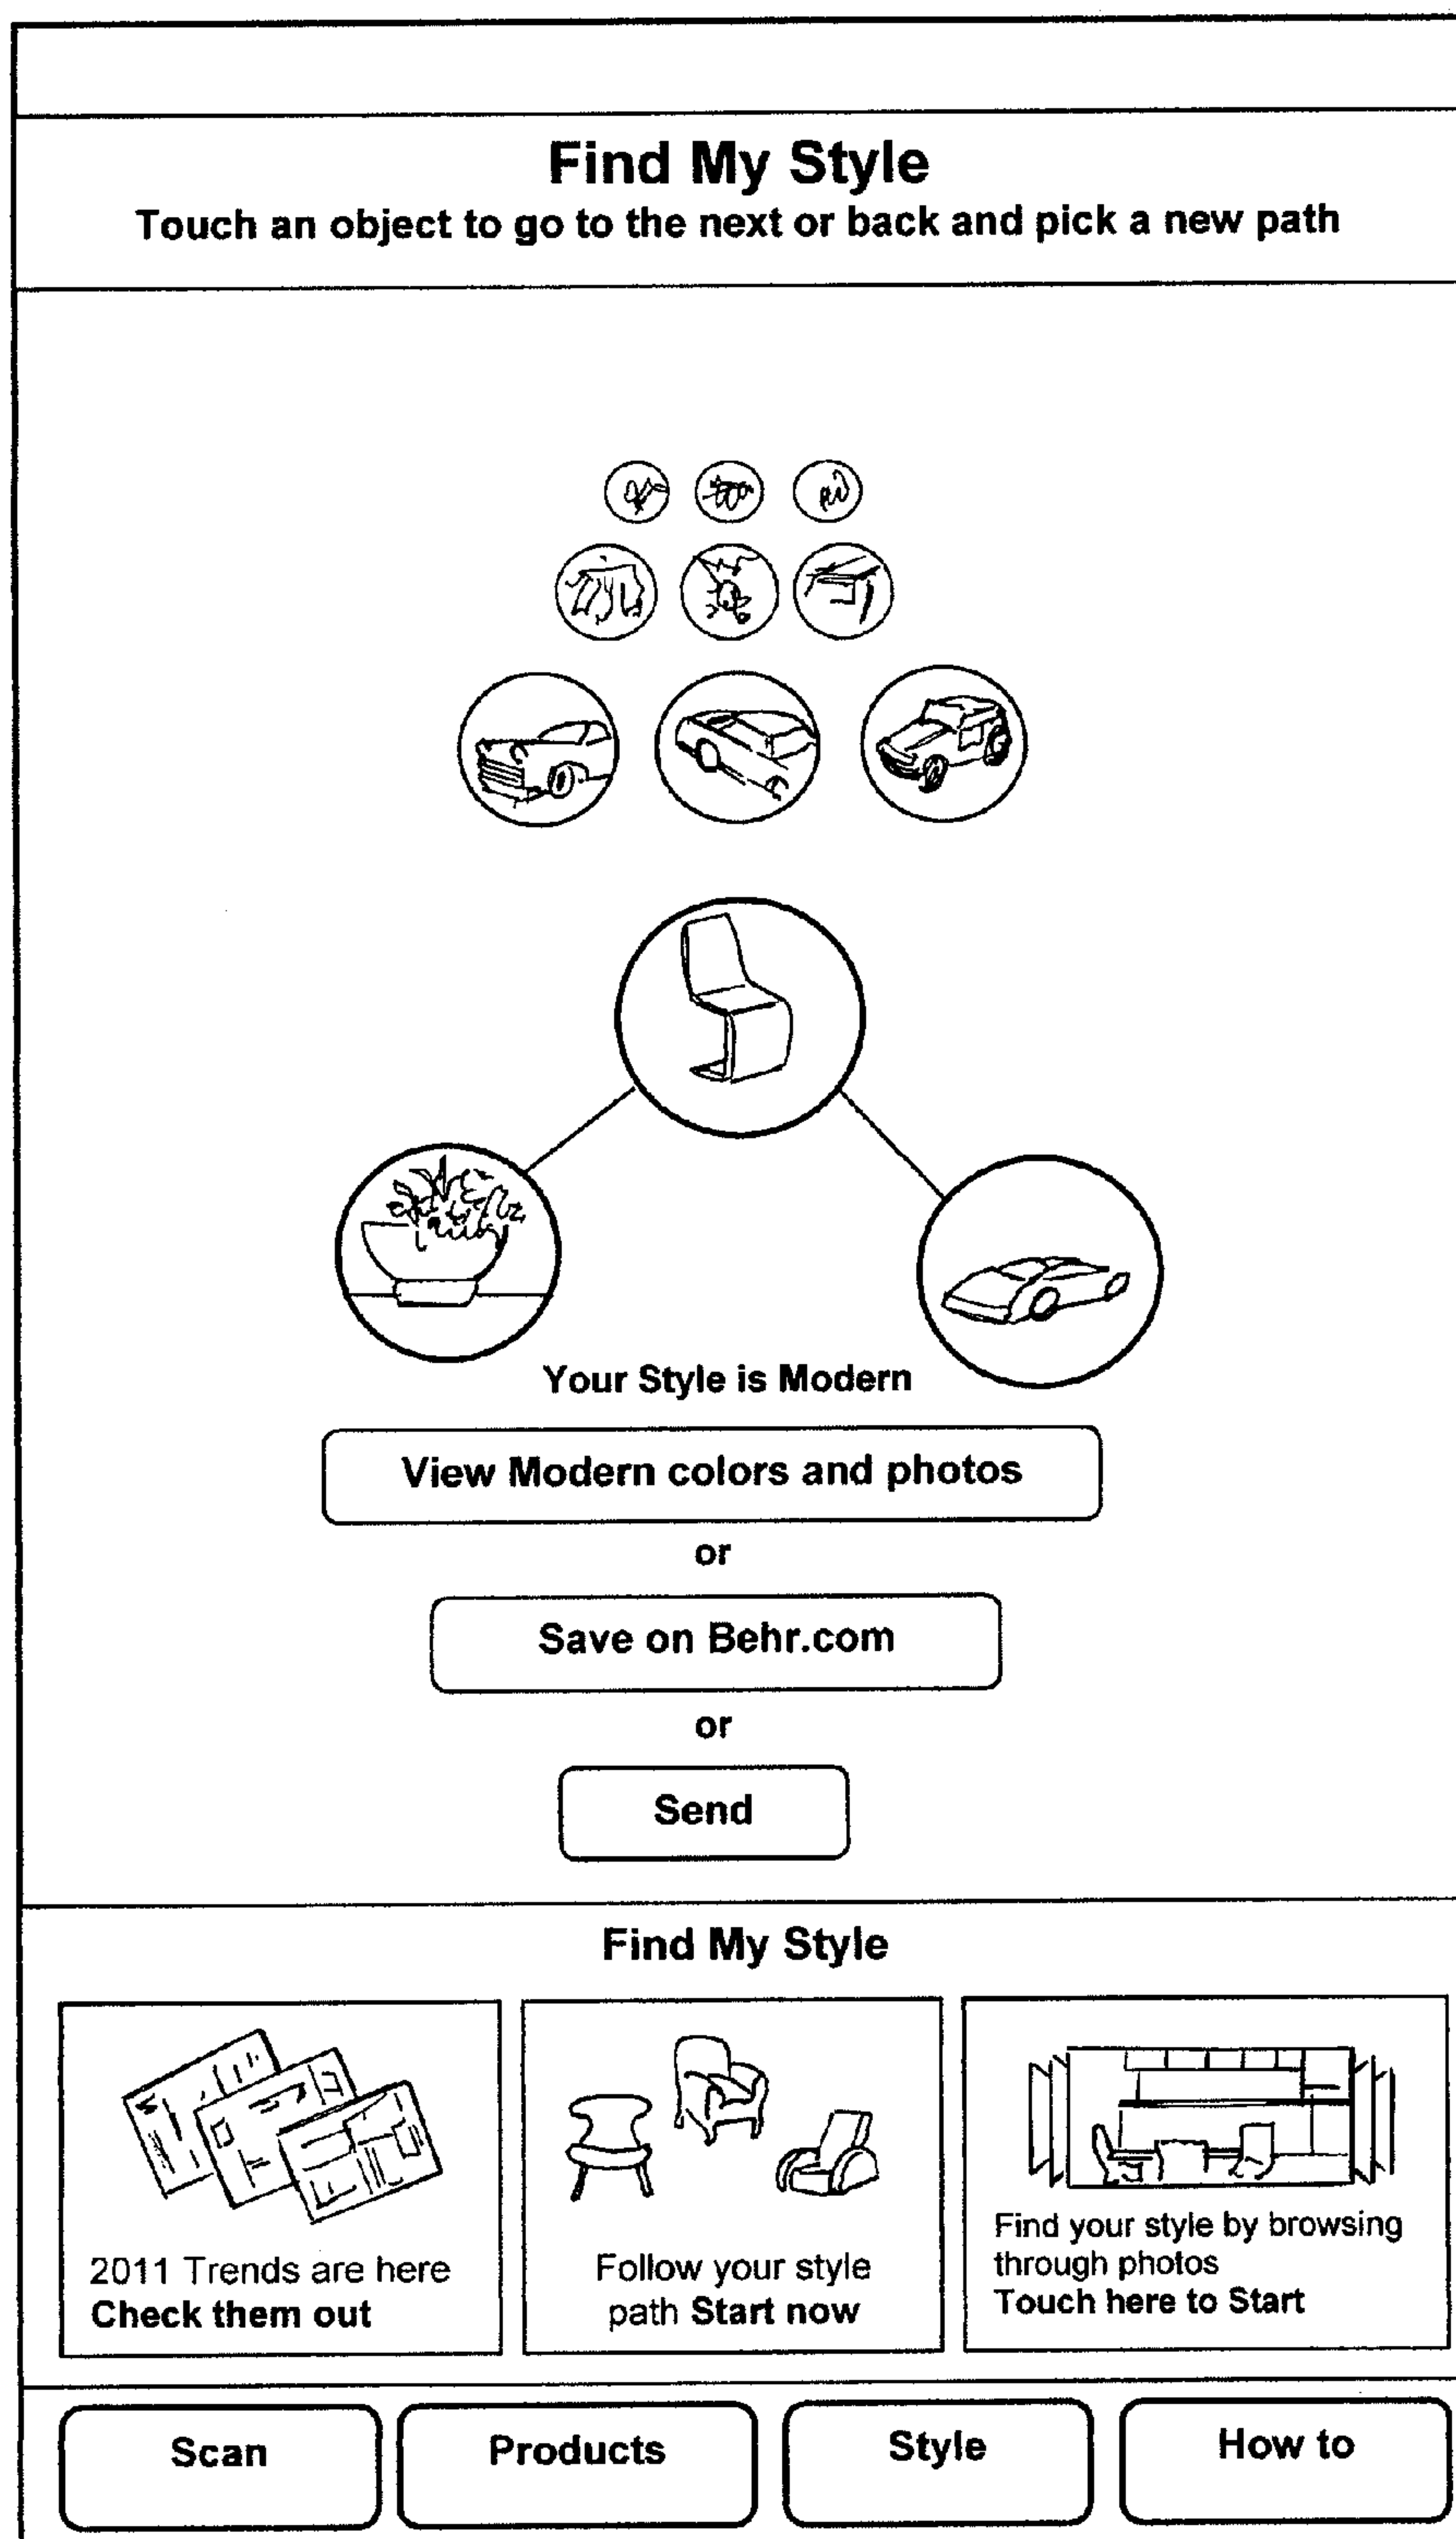 Find My Style
Touch an object to go to the next or back and pick a new path
Your Style is Modern
View Modern colors and photos
or
Save on Behr.com
or
Send
Find My Style
2011 Trends are here
Check them out
Follow your style
path Start now
Find your style by browsing
through photos
Touch here to Start
Scan
Products
Style
How to